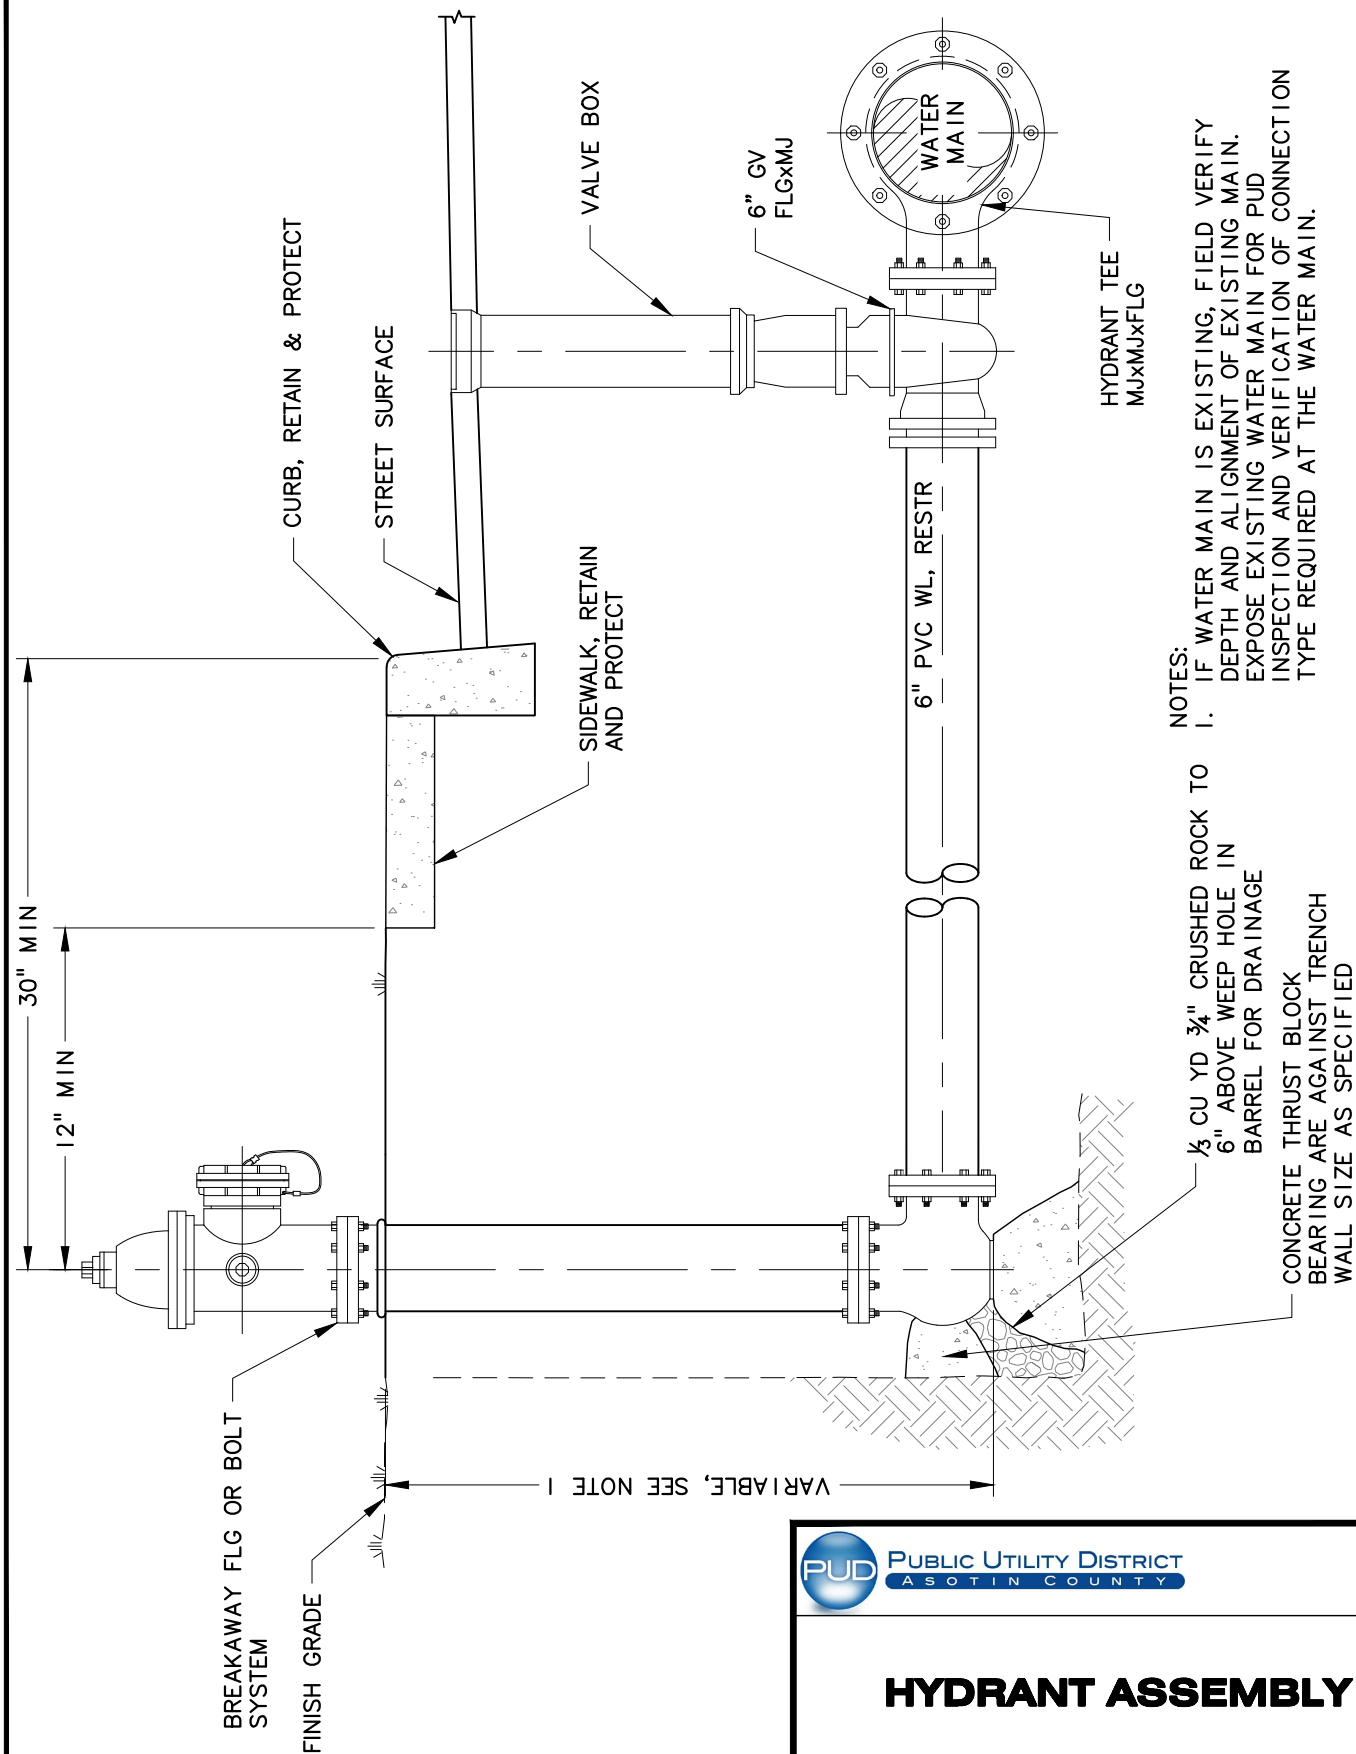 30" MIN
12" MIN
CURB, RETAIN & PROTECT
STREET SURFACE
VALVE BOX
SIDEWALK, RETAIN
AND PROTECT
6" GV
FLGxMJ
WATER
MAIN
HYDRANT TEE
MJxMJxFLG
6" PVC WL, RESTR
BREAKAWAY FLG OR BOLT
SYSTEM
FINISH GRADE
VARIABLE, SEE NOTE 1
⅓ CU YD ¾" CRUSHED ROCK TO
6" ABOVE WEEP HOLE IN
BARREL FOR DRAINAGE
CONCRETE THRUST BLOCK
BEARING ARE AGAINST TRENCH
WALL SIZE AS SPECIFIED
NOTES:
1. IF WATER MAIN IS EXISTING, FIELD VERIFY
DEPTH AND ALIGNMENT OF EXISTING MAIN.
EXPOSE EXISTING WATER MAIN FOR PUD
INSPECTION AND VERIFICATION OF CONNECTION
TYPE REQUIRED AT THE WATER MAIN.
PUD
PUBLIC UTILITY DISTRICT
ASOTIN COUNTY
HYDRANT ASSEMBLY